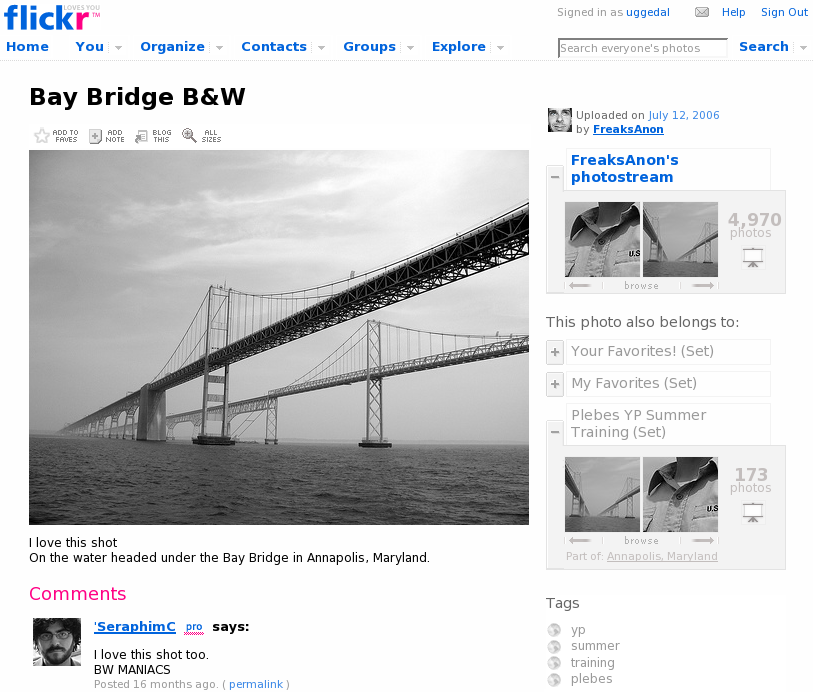 flickr LOVES YOU TM
Signed in as uggedal Help Sign Out
Home You Organize Contacts Groups Explore Search everyone's photos Search
Bay Bridge B&W
ADD TO FAVES ADD NOTE BLOG THIS ALL SIZES
I love this shot
On the water headed under the Bay Bridge in Annapolis, Maryland.
Comments
'SeraphimC pro says:
I love this shot too.
BW MANIACS
Posted 16 months ago. ( permalink )
Uploaded on July 12, 2006
by FreaksAnon
FreaksAnon's
photostream
U.S
4,970
photos
browse
This photo also belongs to:
Your Favorites! (Set)
My Favorites (Set)
Plebes YP Summer
Training (Set)
U.S
173
photos
browse
Part of: Annapolis, Maryland
Tags
yp
summer
training
plebes